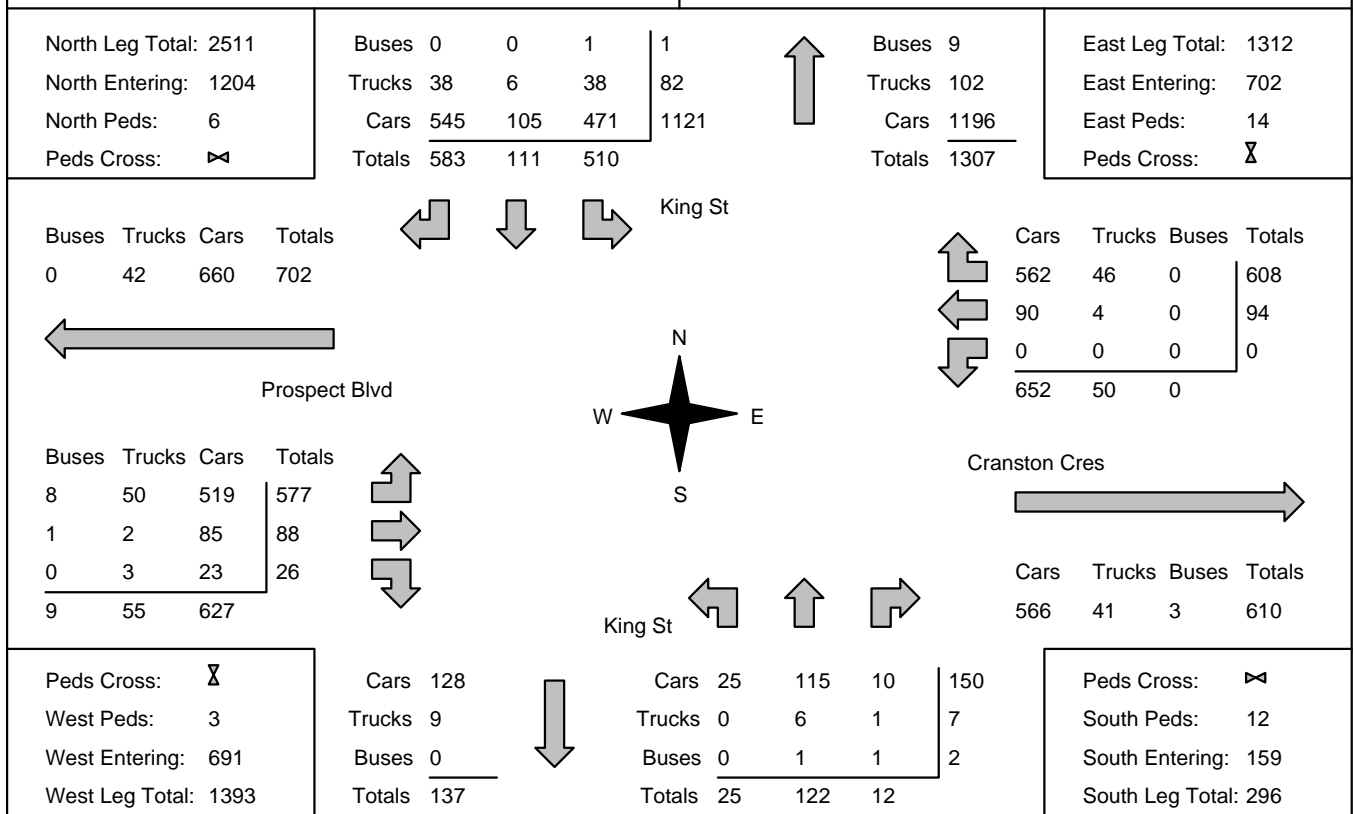 North Leg Total: 2511
North Entering: 1204
North Peds: 6
Peds Cross:
Buses 0 0 1 1
Trucks 38 6 38 82
Cars 545 105 471 1121
Totals 583 111 510
Buses 9
Trucks 102
Cars 1196
Totals 1307
East Leg Total: 1312
East Entering: 702
East Peds: 14
Peds Cross:
King St
Buses Trucks Cars Totals
0 42 660 702
Cars Trucks Buses Totals
562 46 0 608
90 4 0 94
0 0 0 0
652 50 0
Prospect Blvd
N
W E
S
Buses Trucks Cars Totals
8 50 519 577
1 2 85 88
0 3 23 26
9 55 627
Cranston Cres
Cars Trucks Buses Totals
566 41 3 610
King St
Peds Cross:
West Peds: 3
West Entering: 691
West Leg Total: 1393
Cars 128
Trucks 9
Buses 0
Totals 137
Cars 25 115 10 150
Trucks 0 6 1 7
Buses 0 1 1 2
Totals 25 122 12
Peds Cross:
South Peds: 12
South Entering: 159
South Leg Total: 296